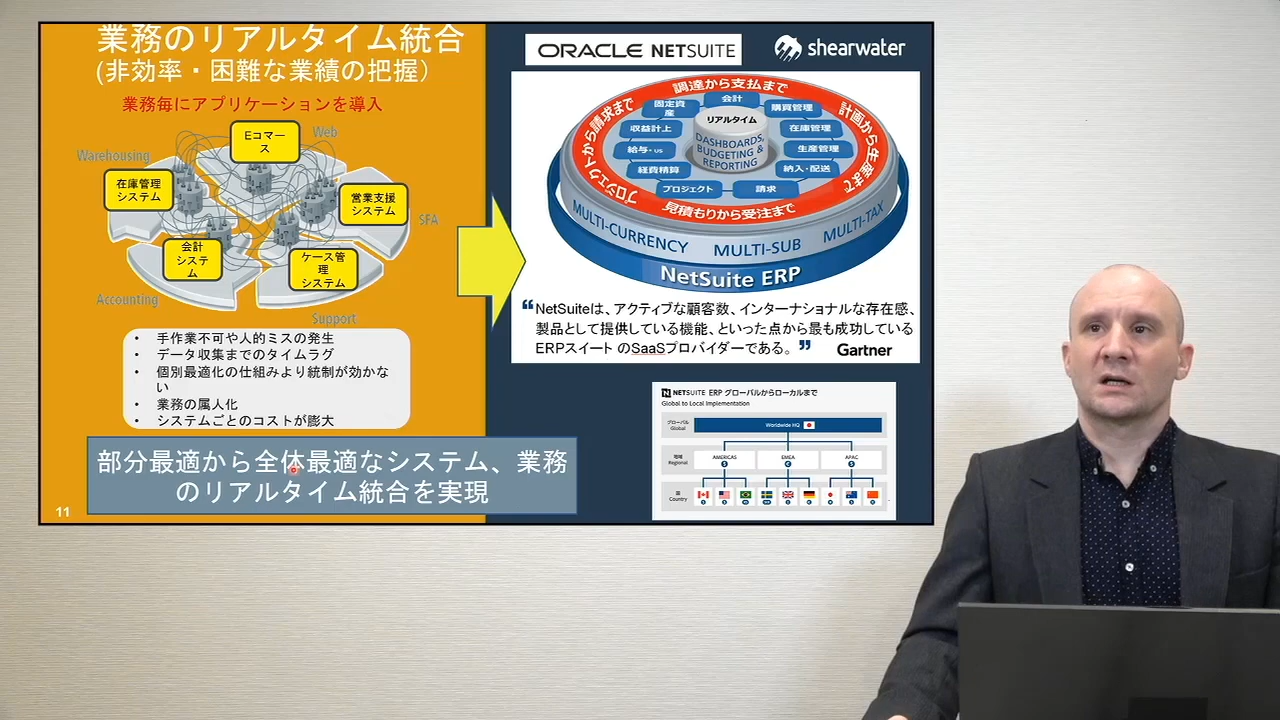 業務のリアルタイム統合
(非効率・困難な業績の把握）
業務毎にアプリケーションを導入
Web
Eコマー
ス
Warehousing
在庫管理
システム
営業支援
システム
SFA
会計
システ
ム
ケース管
理
システム
Accounting
Support
• 手作業不可や人的ミスの発生
• データ収集までのタイムラグ
• 個別最適化の仕組みより統制が効かな
い
• 業務の属人化
• システムごとのコストが膨大
部分最適から全体最適なシステム、業務
のリアルタイム統合を実現
11
ORACLE NETSUITE
shearwater
調達から支払まで
計画から生産まで
見積もりから受注まで
プロジェクトから請求まで
会計
固定資
産
購買管理
収益計上
在庫管理
給与・US
生産管理
経費精算
納入・配送
プロジェクト
請求
リアルタイム
DASHBOARDS,
BUDGETING &
REPORTING
MULTI-CURRENCY
MULTI-SUB
MULTI-TAX
NetSuite ERP
“NetSuiteは、アクティブな顧客数、インターナショナルな存在感、
製品として提供している機能、といった点から最も成功している
ERPスイート のSaaSプロバイダーである。 ”
Gartner
N NETSUITE ERP グローバルからローカルまで
Global to Local Implementation
グローバル
Global
Worldwide HQ
地域
Regional
AMERICAS
EMEA
APAC
国
Country